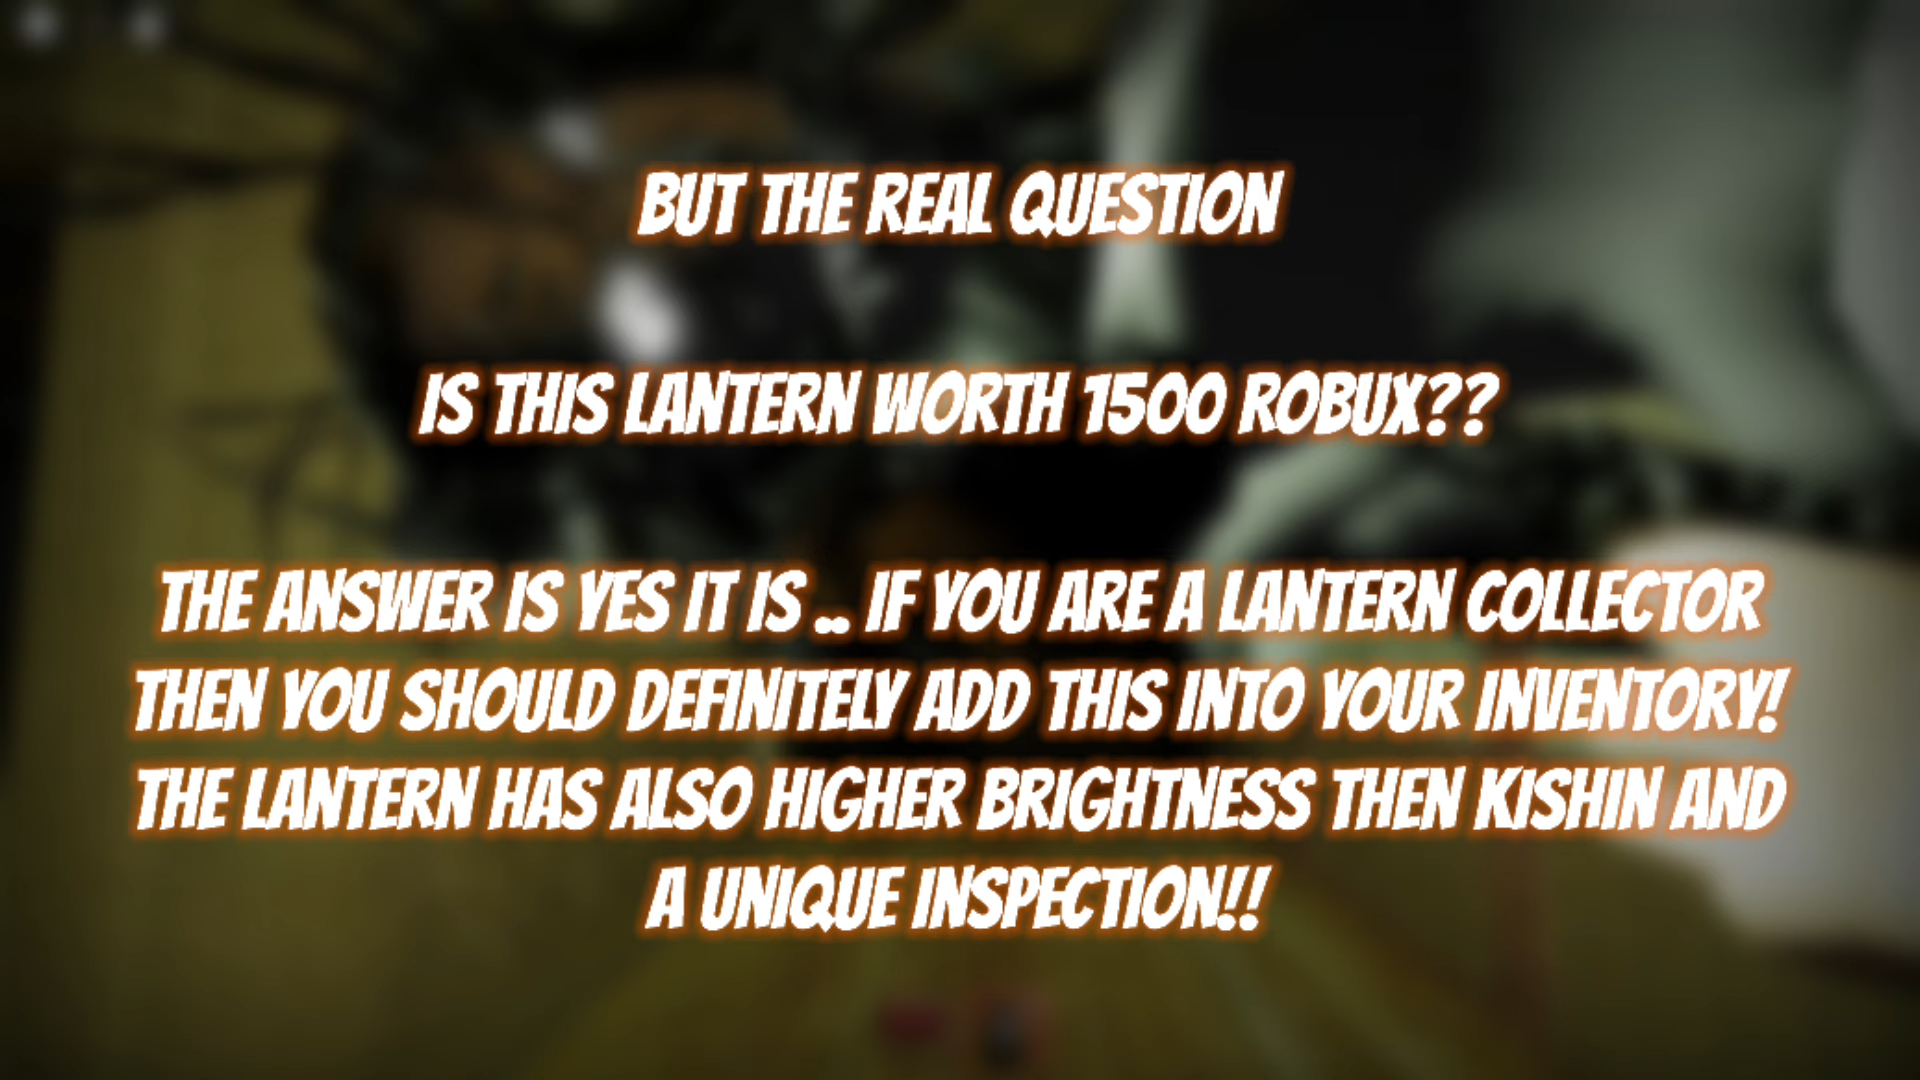 BUT THE REAL QUESTION
IS THIS LANTERN WORTH 1500 ROBUX??
THE ANSWER IS YES IT IS .. IF YOU ARE A LANTERN COLLECTOR
THEN YOU SHOULD DEFINITELY ADD THIS INTO YOUR INVENTORY!
THE LANTERN HAS ALSO HIGHER BRIGHTNESS THEN KISHIN AND
A UNIQUE INSPECTION!!